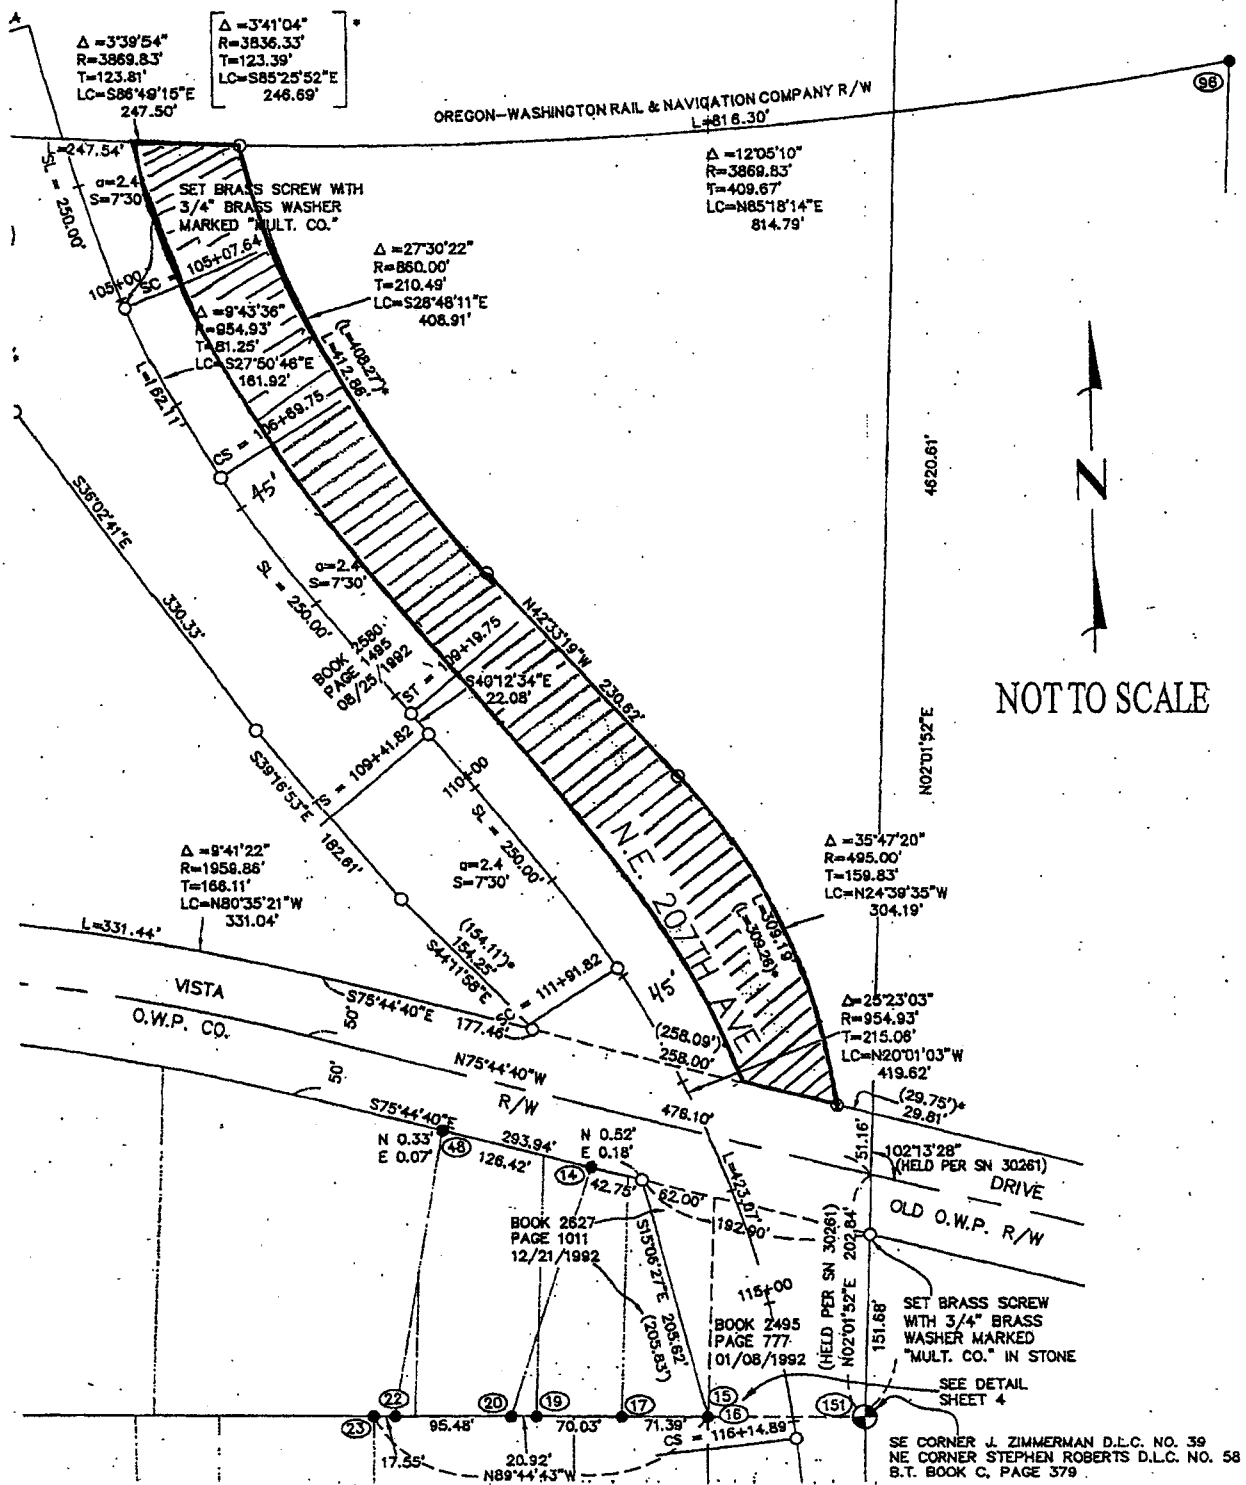 Δ =3°39'54"
R=3869.83'
T=123.81'
LC=S86°49'15"E
247.50'
Δ =3°41'04"
R=3836.33'
T=123.39'
LC=S85°25'52"E
246.69'
*
OREGON-WASHINGTON RAIL & NAVIGATION COMPANY R/W
L=816.30'
96
Δ =12°05'10"
R=3869.83'
T=409.67'
LC=N85°18'14"E
814.79'
L=247.54'
SL = 250.00'
a=2.4
S=7°30'
SET BRASS SCREW WITH
3/4" BRASS WASHER
MARKED "MULT. CO."
105+00
SC = 105+07.64
Δ =27°30'22"
R=860.00'
T=210.49'
LC=S28°48'11"E
408.91'
Δ =9°43'36"
R=954.93'
T=81.25'
LC=S27°50'46"E
161.92'
(L=408.27')*
L=412.86'
L=162.11'
CS = 106+69.75
45'
4620.61'
N
NOT TO SCALE
S36°02'41"E
330.33'
a=2.4
S=7°30'
SL = 250.00'
BOOK 2580
PAGE 1495
08/25/1992
ST = 109+19.75
S40°12'34"E
22.08'
N42°33'19"W
230.62'
N02°01'52"E
S39°16'53"E
182.61'
S = 109+41.82
110+00
SL = 250.00'
a=2.4
S=7°30'
Δ =9°41'22"
R=1959.86'
T=166.11'
LC=N80°35'21"W
331.04'
L=331.44'
Δ =35°47'20"
R=495.00'
T=159.83'
LC=N24°39'35"W
304.19'
L=309.19'
(L=309.26)*
N.E. 207TH AVE
(154.11')*
154.25'
S44°11'58"E
SC = 111+91.82
45'
VISTA
O.W.P. CO.
50'
S75°44'40"E
177.46'
(258.09')
258.00'
Δ=25°23'03"
R=954.93'
T=215.06'
LC=N20°01'03"W
419.62'
(29.75')*
29.81'
N75°44'40"W
R/W
476.10'
50'
S75°44'40"E
293.94'
126.42'
N 0.33'
E 0.07'
48
N 0.52'
E 0.18'
14
42.75'
62.00'
192.90'
L=423.07'
51.16'
102°13'28"
(HELD PER SN 30261)
DRIVE
OLD O.W.P. R/W
BOOK 2627
PAGE 1011
12/21/1992
S15°06'27"E 205.62'
(205.83')
115+00
BOOK 2495
PAGE 777
01/08/1992
(HELD PER SN 30261)
N02°01'52"E 202.84'
151.68'
SET BRASS SCREW
WITH 3/4" BRASS
WASHER MARKED
"MULT. CO." IN STONE
SEE DETAIL
SHEET 4
22
20
19
17
15
16
151
23
95.48'
70.03'
71.39'
CS = 116+14.89
17.55'
20.92'
N89°44'43"W
SE CORNER J. ZIMMERMAN D.L.C. NO. 39
NE CORNER STEPHEN ROBERTS D.L.C. NO. 58
B.T. BOOK C, PAGE 379